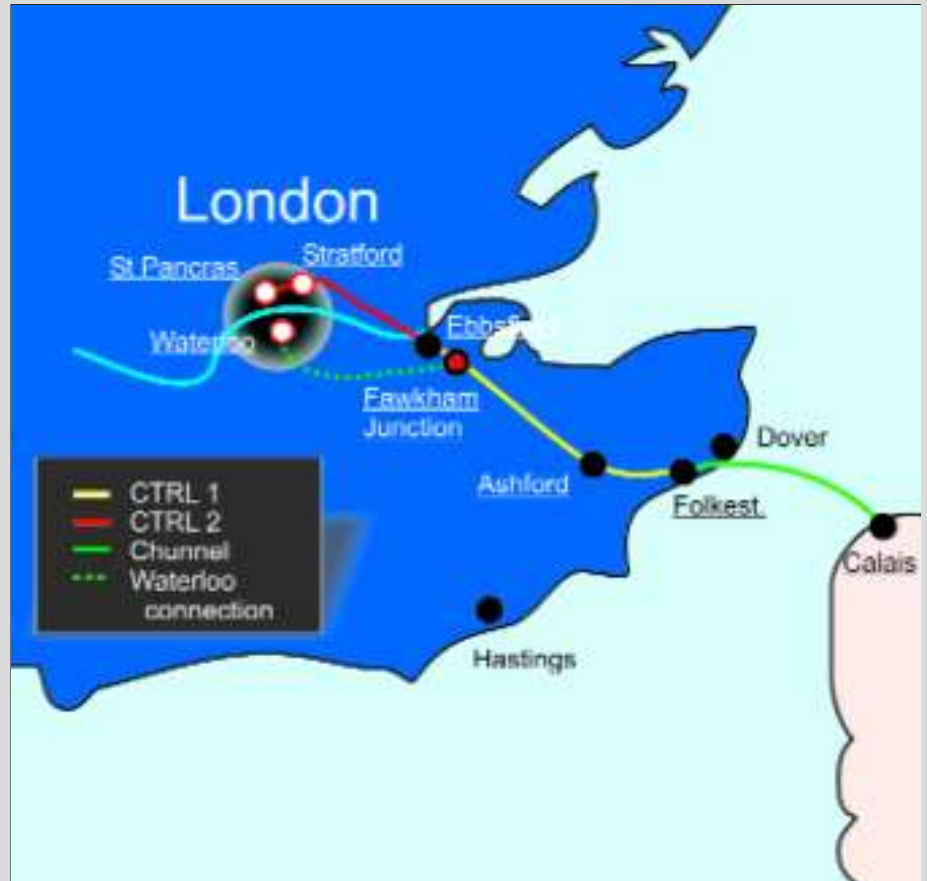 London
Stratford
St Pancras
Waterloo
Fawkham
Junction
Dover
Ashford
Folkest.
Calais
Hastings
CTRL 1
CTRL 2
Chunnel
Waterloo
connection